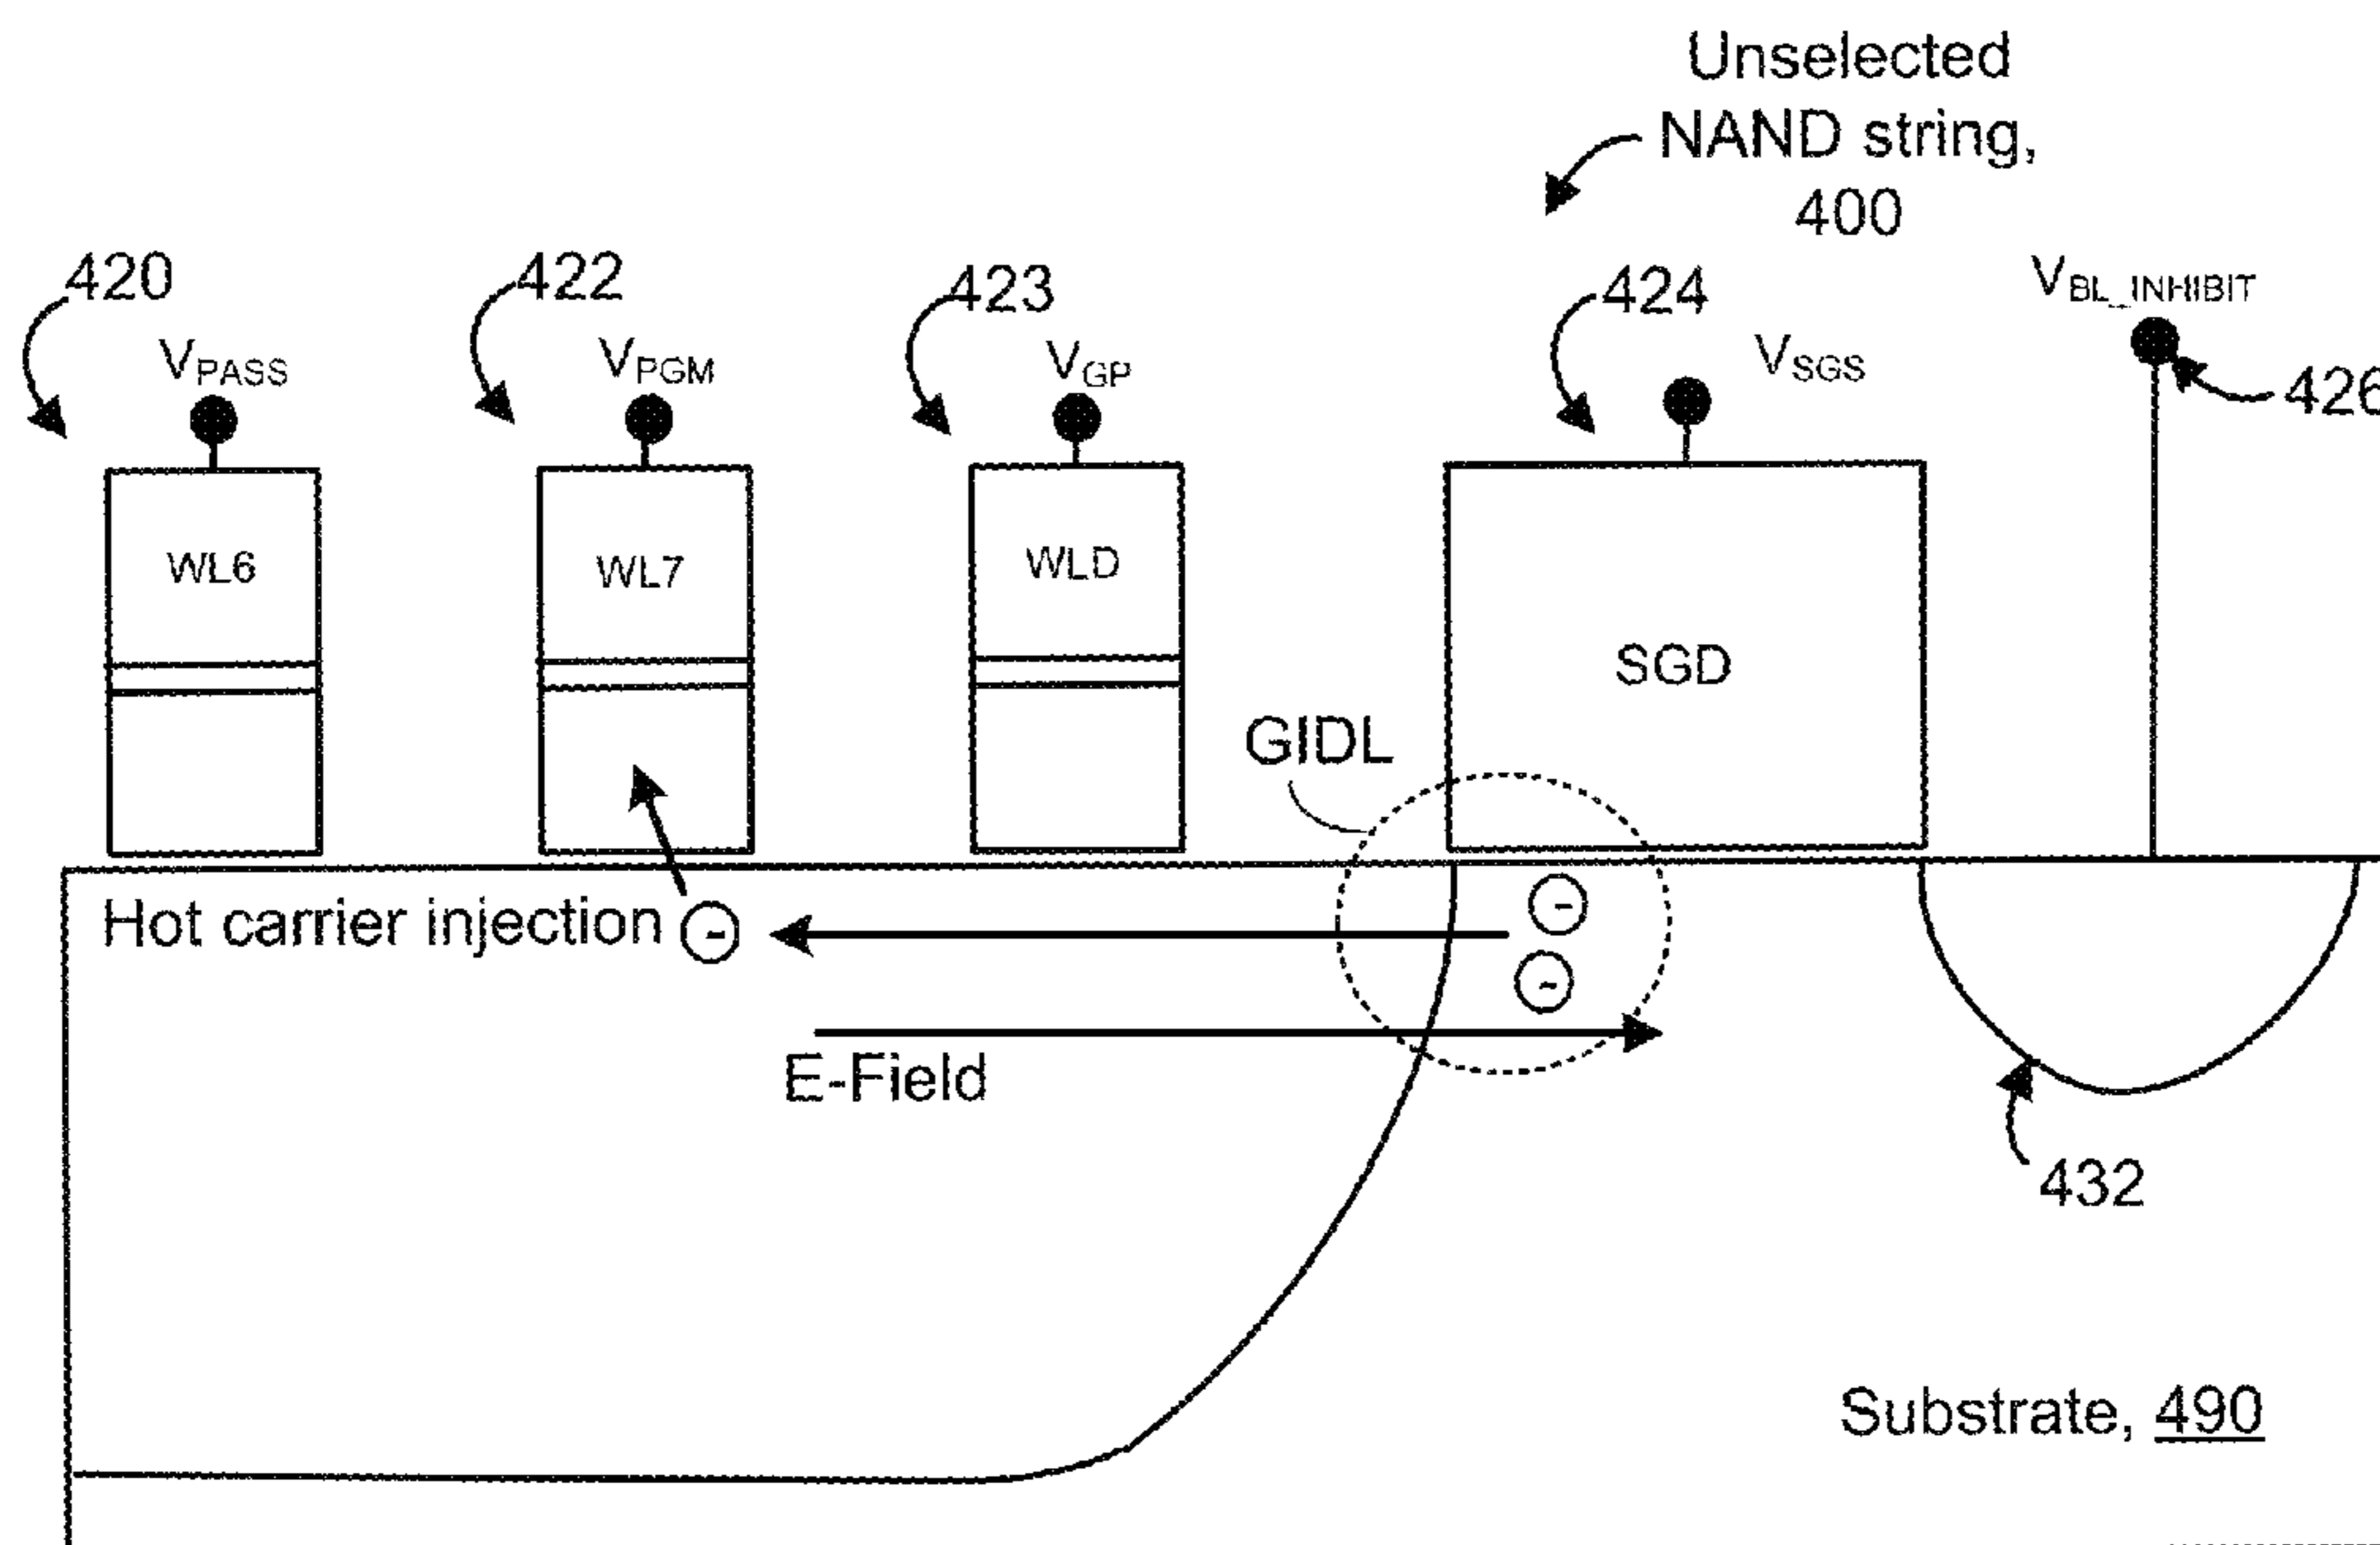 Unselected
NAND string,
400
420
422
423
424
V_BL_INHIBIT
V_PASS
V_PGM
V_GP
V_SGS
426
WL6
WL7
WLD
SGD
GIDL
Hot carrier injection
-
-
-
E-Field
432
Substrate, 490